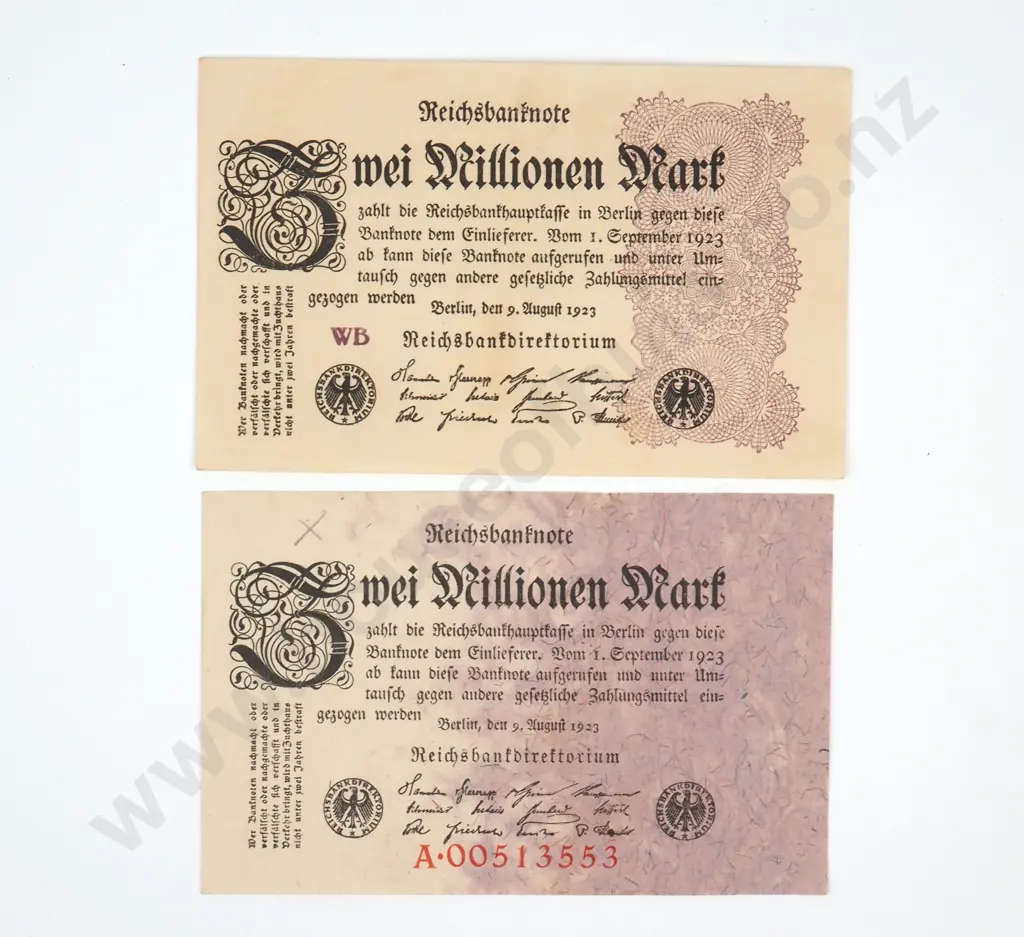 Reichsbanknote
Zwei Millionen Mark
zahlt die Reichsbankhauptkasse in Berlin gegen diese
Banknote dem Einlieferer. Vom 1. September 1923
ab kann diese Banknote aufgerufen und unter Um=
tausch gegen andere gesetzliche Zahlungsmittel ein=
gezogen werden
Berlin, den 9. August 1923
WB
Reichsbankdirektorium
REICHSBANKDIREKTORIUM
REICHSBANKDIREKTORIUM
Wer Banknoten nachmacht oder
verfälscht oder nachgemachte oder
verfälschte sich verschafft und in
Verkehr bringt, wird mit Zuchthaus
nicht unter zwei Jahren bestraft
Reichsbanknote
Zwei Millionen Mark
zahlt die Reichsbankhauptkasse in Berlin gegen diese
Banknote dem Einlieferer. Vom 1. September 1923
ab kann diese Banknote aufgerufen und unter Um=
tausch gegen andere gesetzliche Zahlungsmittel ein=
gezogen werden
Berlin, den 9. August 1923
Reichsbankdirektorium
REICHSBANKDIREKTORIUM
REICHSBANKDIREKTORIUM
A·00513553
Wer Banknoten nachmacht oder
verfälscht oder nachgemachte oder
verfälschte sich verschafft und in
Verkehr bringt, wird mit Zuchthaus
nicht unter zwei Jahren bestraft